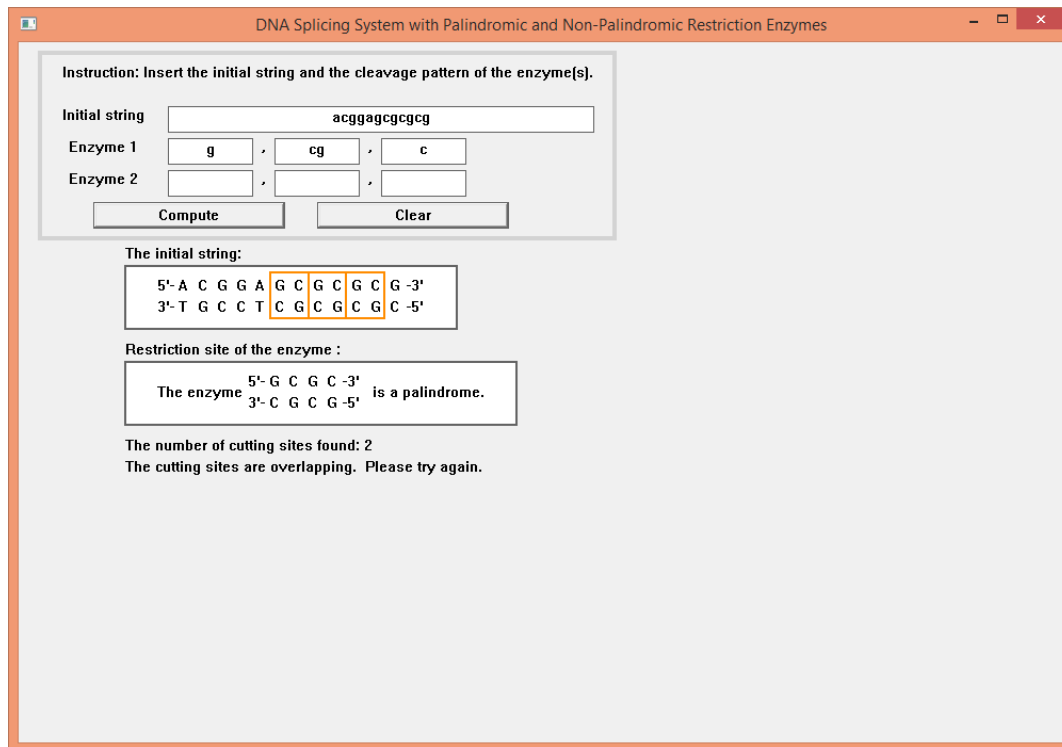 DNA Splicing System with Palindromic and Non-Palindromic Restriction Enzymes
Instruction: Insert the initial string and the cleavage pattern of the enzyme(s).
Initial string acggagcgcgcg
Enzyme 1 g , cg , c
Enzyme 2 , ,
Compute Clear
The initial string:
5'- A C G G A G C G C G C G -3'
3'- T G C C T C G C G C G C -5'
Restriction site of the enzyme :
5'- G C G C -3'
The enzyme is a palindrome.
3'- C G C G -5'
The number of cutting sites found: 2
The cutting sites are overlapping. Please try again.